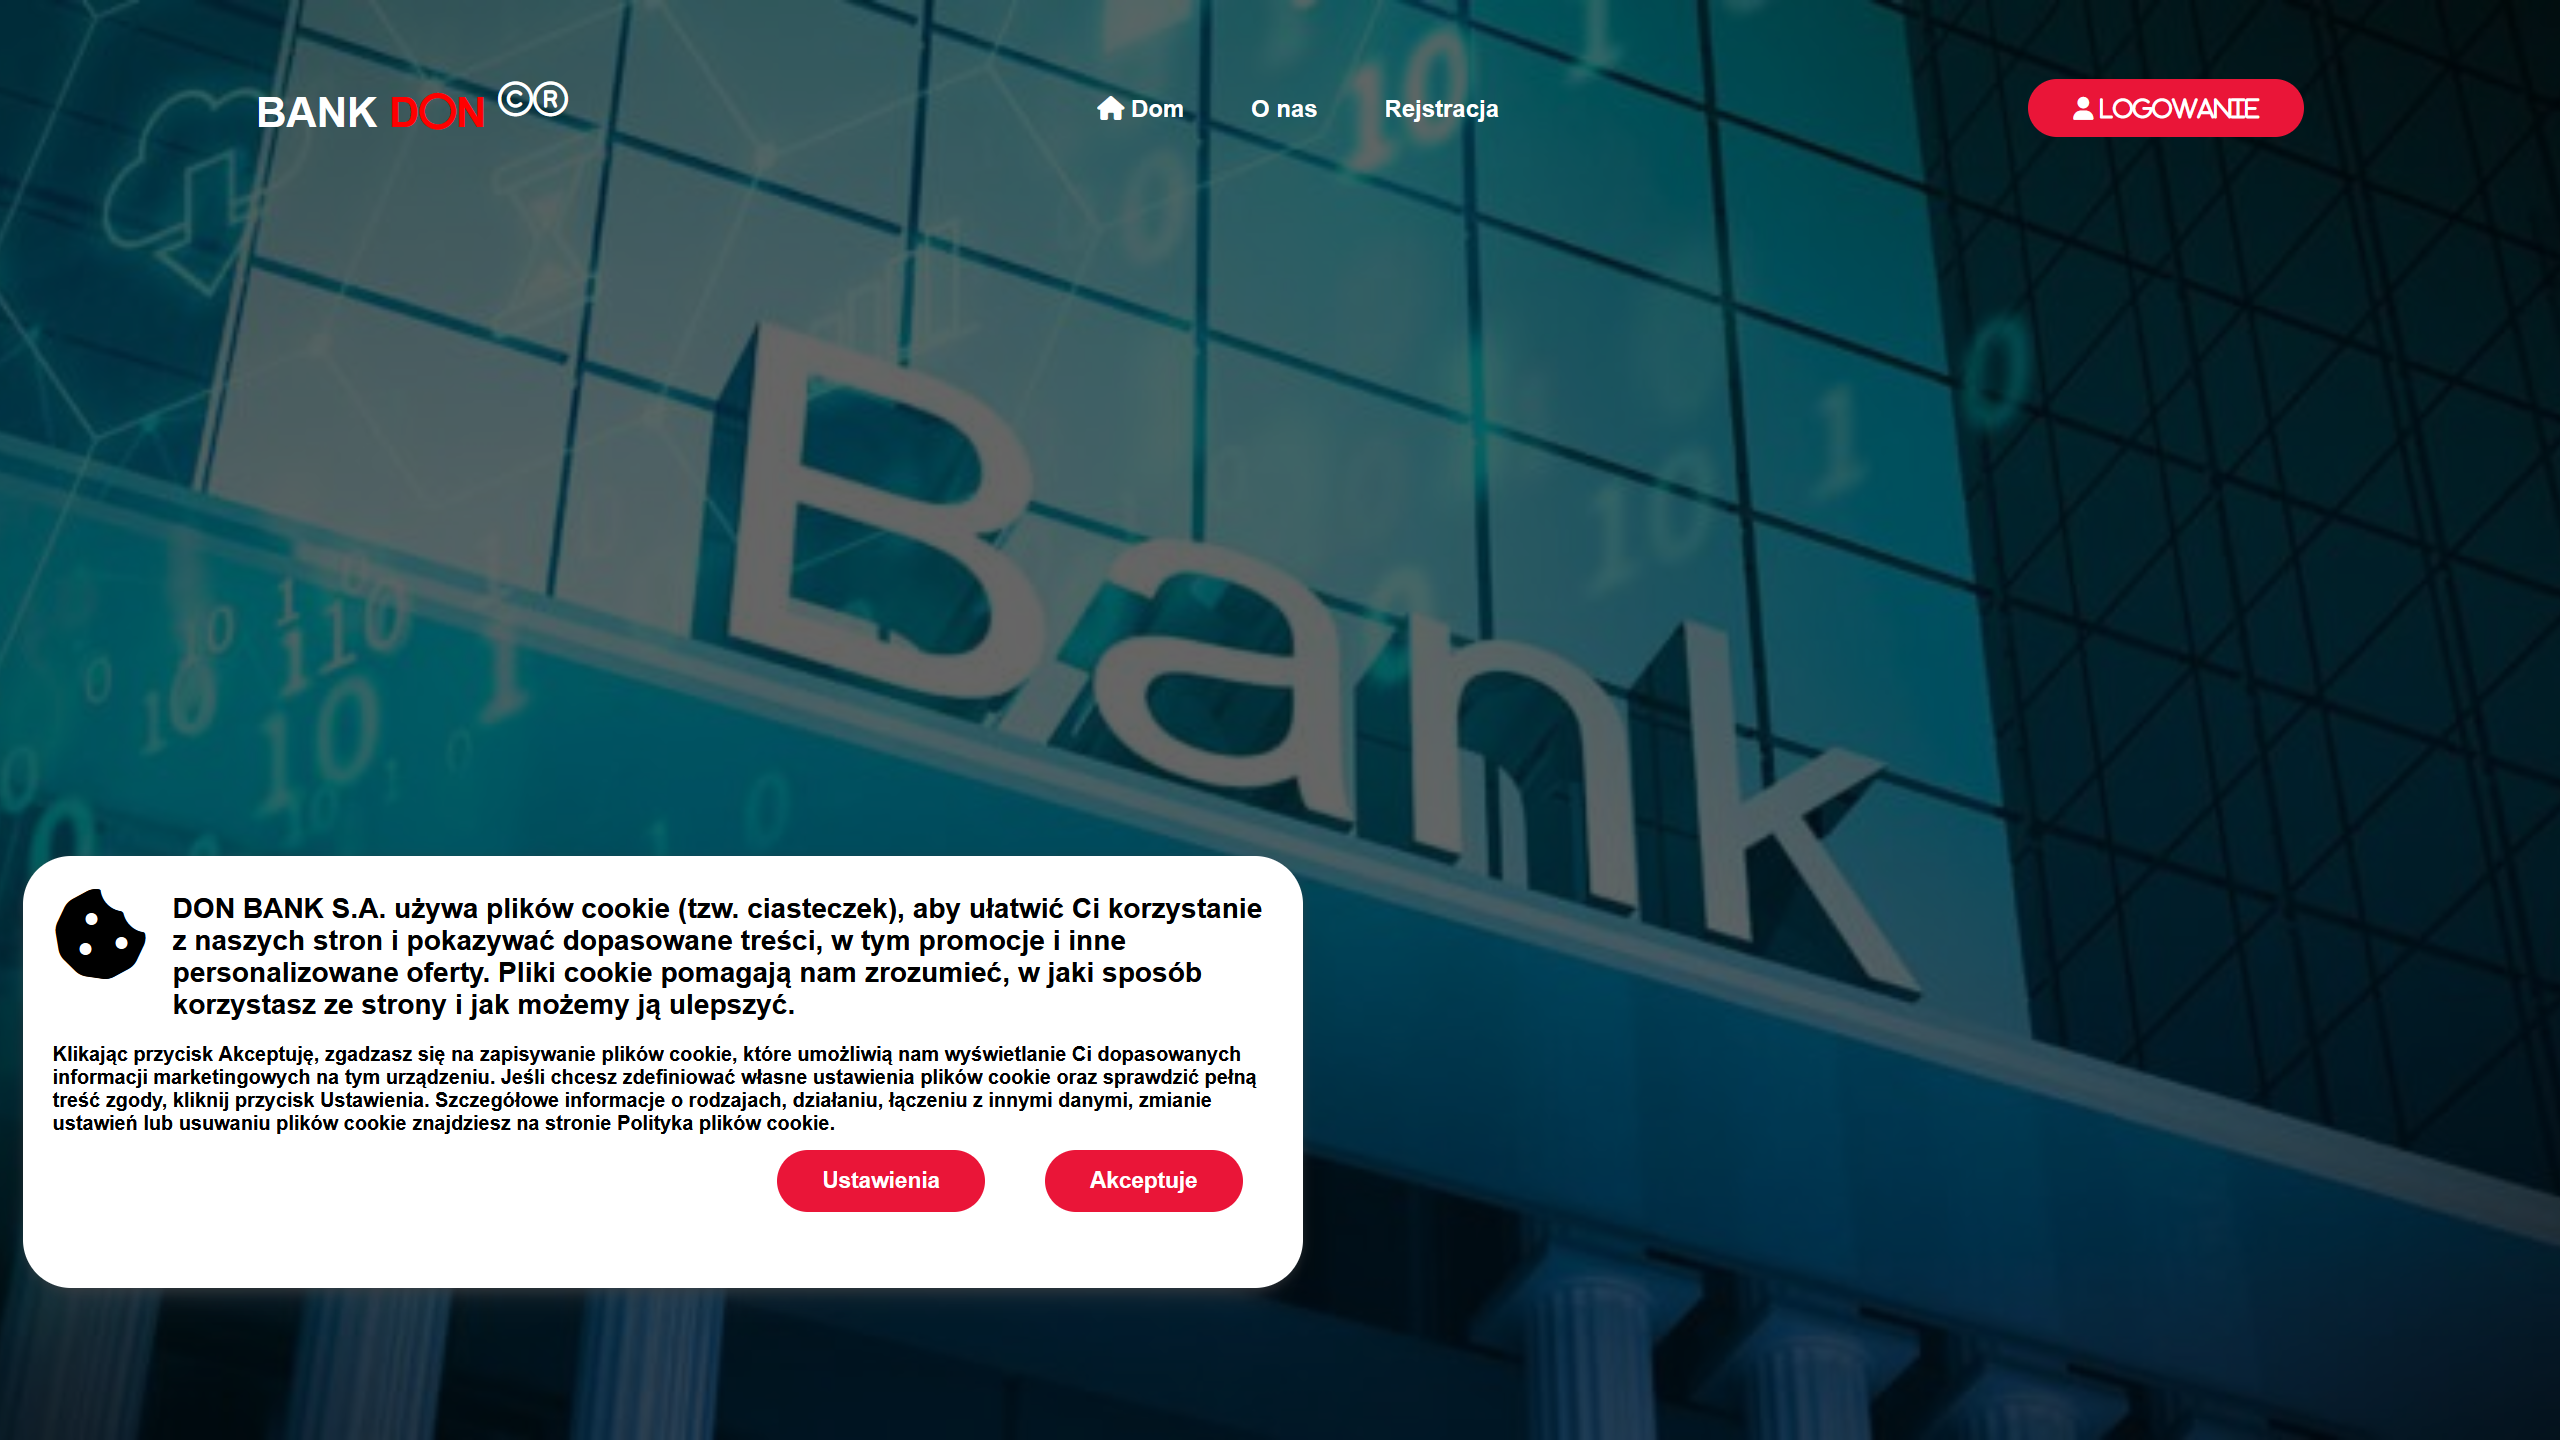 BANK DON ©®
Dom
O nas
Rejstracja
LOGOWANIE
Bank
DON BANK S.A. używa plików cookie (tzw. ciasteczek), aby ułatwić Ci korzystanie
z naszych stron i pokazywać dopasowane treści, w tym promocje i inne
personalizowane oferty. Pliki cookie pomagają nam zrozumieć, w jaki sposób
korzystasz ze strony i jak możemy ją ulepszyć.
Klikając przycisk Akceptuję, zgadzasz się na zapisywanie plików cookie, które umożliwią nam wyświetlanie Ci dopasowanych
informacji marketingowych na tym urządzeniu. Jeśli chcesz zdefiniować własne ustawienia plików cookie oraz sprawdzić pełną
treść zgody, kliknij przycisk Ustawienia. Szczegółowe informacje o rodzajach, działaniu, łączeniu z innymi danymi, zmianie
ustawień lub usuwaniu plików cookie znajdziesz na stronie Polityka plików cookie.
Ustawienia
Akceptuje